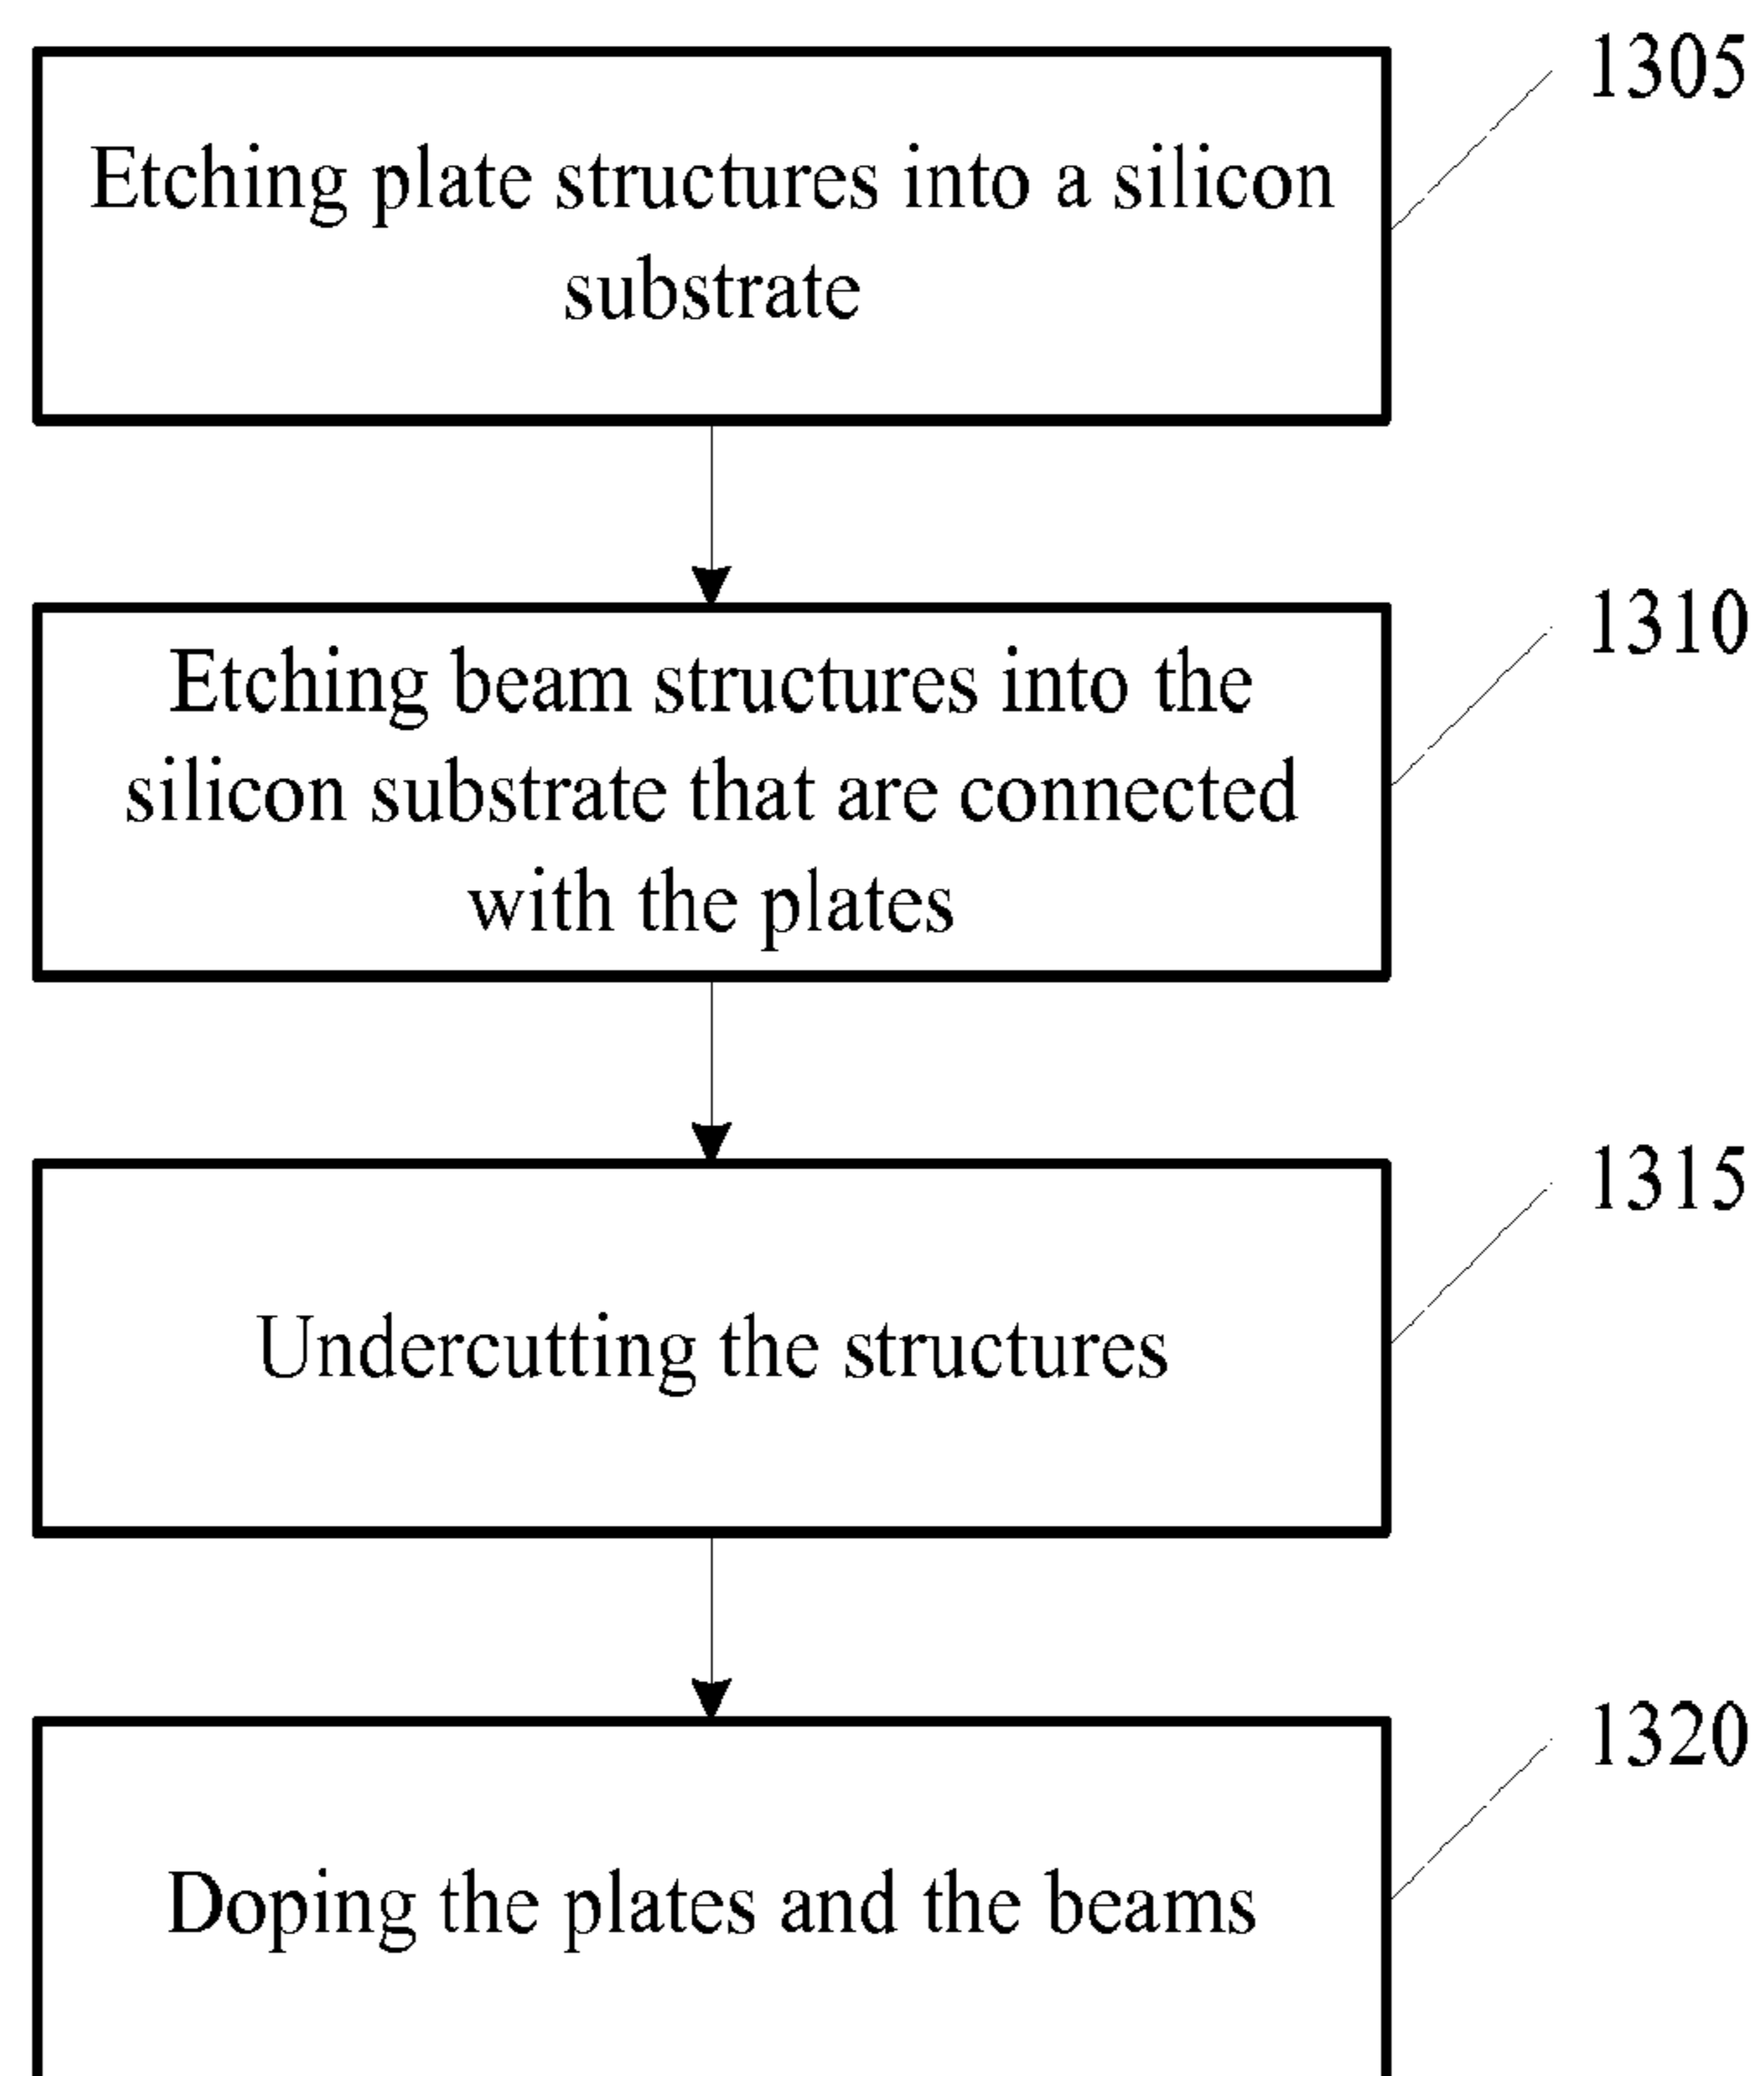 1305
Etching plate structures into a silicon
substrate
1310
Etching beam structures into the
silicon substrate that are connected
with the plates
1315
Undercutting the structures
1320
Doping the plates and the beams